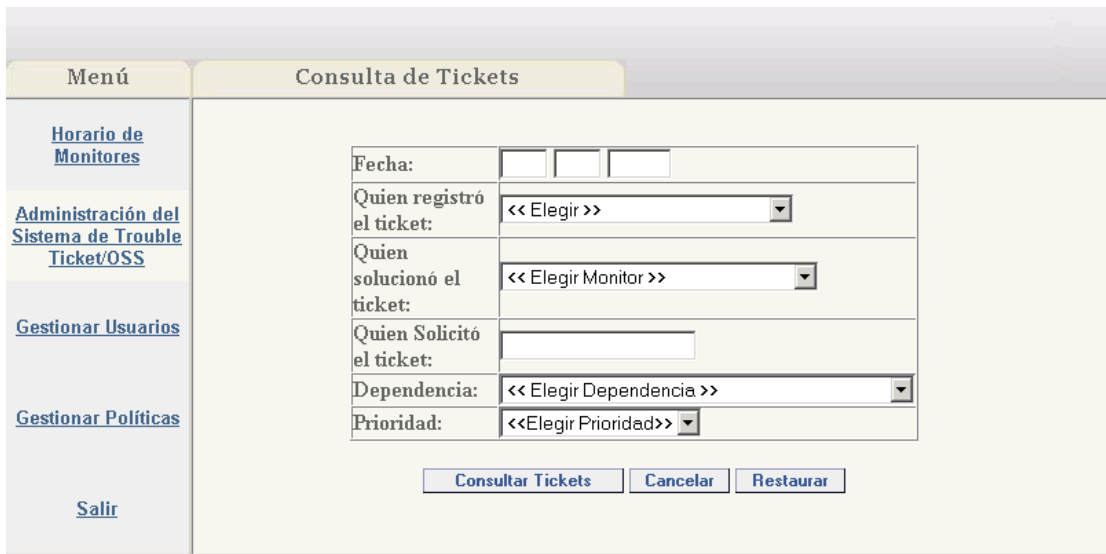 Menú
Consulta de Tickets
Horario de
Monitores
Administración del
Sistema de Trouble
Ticket/OSS
Gestionar Usuarios
Gestionar Políticas
Salir
Fecha:
Quien registró
el ticket:
<< Elegir >>
Quien
solucionó el
ticket:
<< Elegir Monitor >>
Quien Solicitó
el ticket:
Dependencia:
<< Elegir Dependencia >>
Prioridad:
<<Elegir Prioridad>>
Consultar Tickets
Cancelar
Restaurar